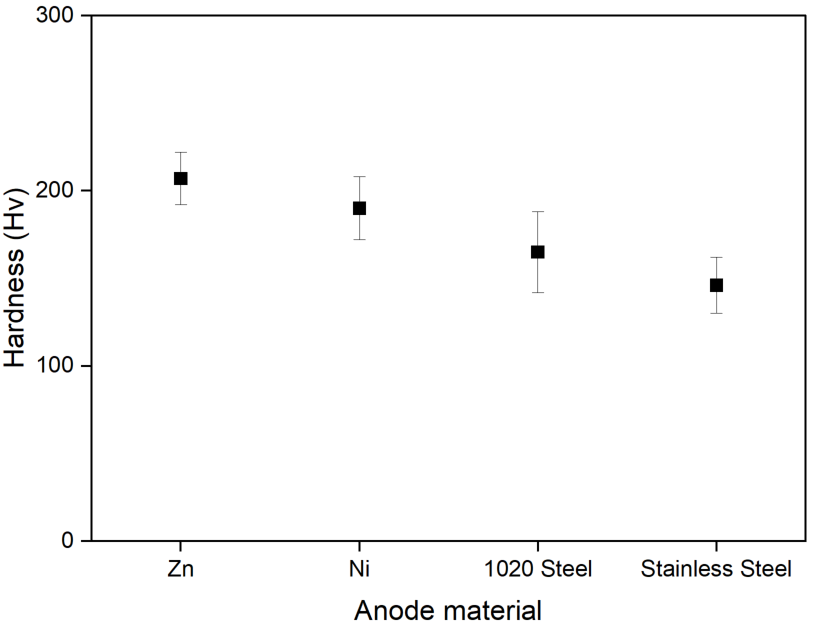 300
200
100
0
Hardness (Hv)
Zn Ni 1020 Steel Stainless Steel
Anode material